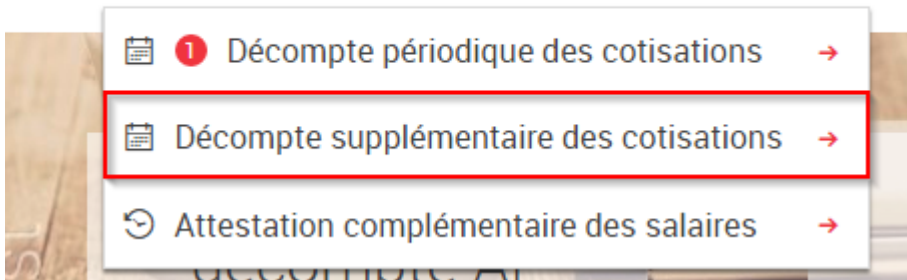 1 Décompte périodique des cotisations →
Décompte supplémentaire des cotisations →
Attestation complémentaire des salaires →